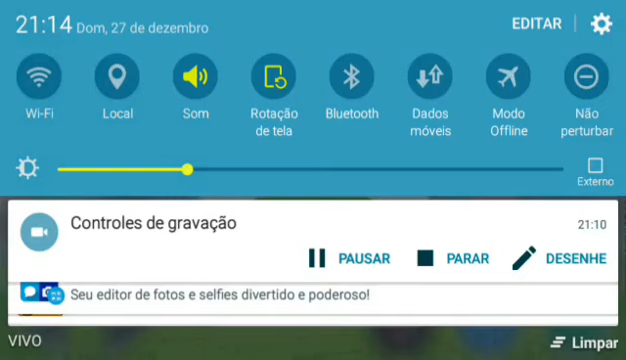 21:14 Dom, 27 de dezembro
EDITAR
Wi-Fi
Local
Som
Rotação
de tela
Bluetooth
Dados
móveis
Modo
Offline
Não
perturbar
Externo
Controles de gravação
21:10
PAUSAR
PARAR
DESENHE
Seu editor de fotos e selfies divertido e poderoso!
VIVO
Limpar